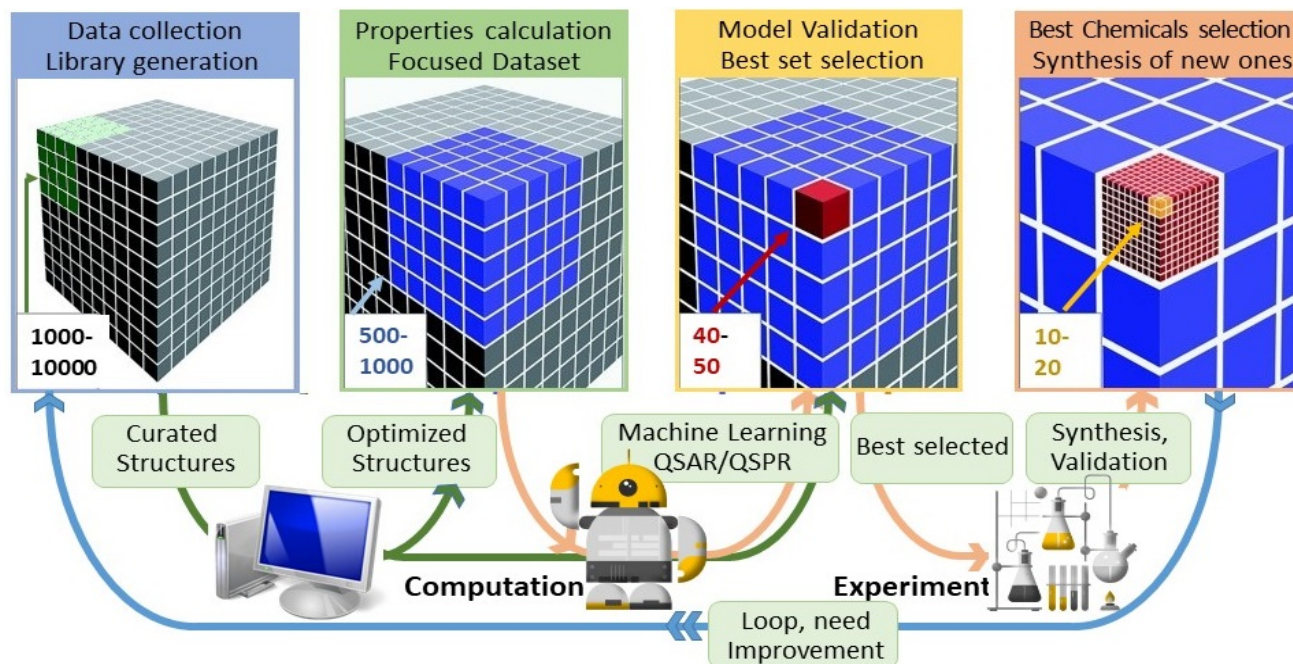 Data collection
Library generation
Properties calculation
Focused Dataset
Model Validation
Best set selection
Best Chemicals selection
Synthesis of new ones
1000-
10000
500-
1000
40-
50
10-
20
Curated
Structures
Optimized
Structures
Machine Learning
QSAR/QSPR
Best selected
Synthesis,
Validation
Computation
Experiment
Loop, need
Improvement